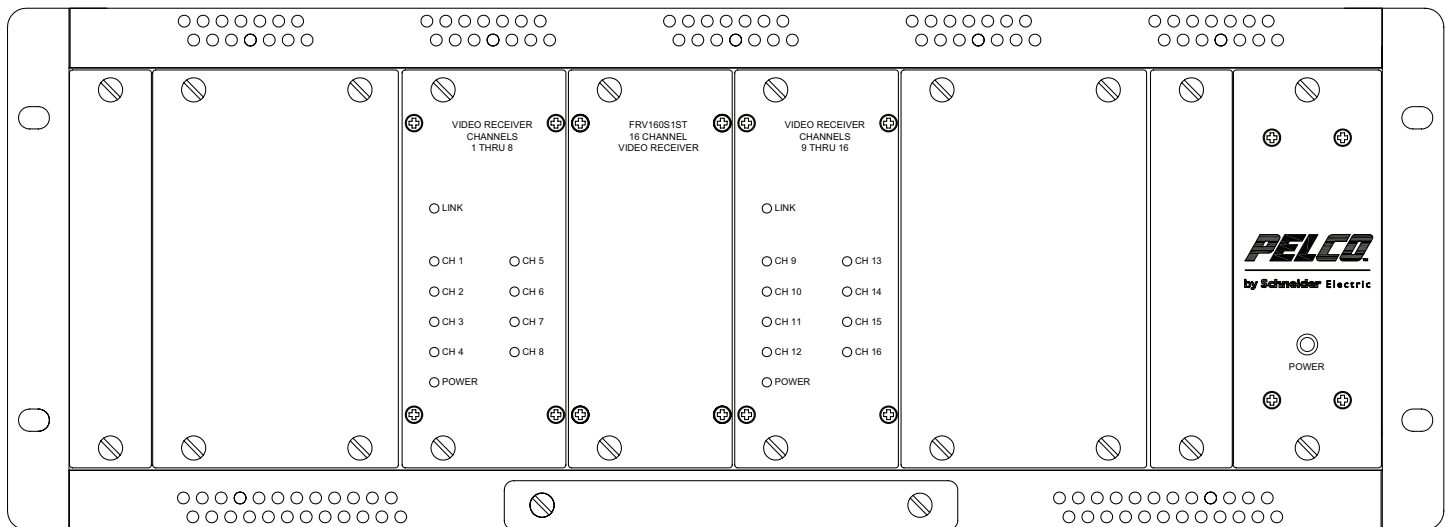 VIDEO RECEIVER
CHANNELS
1 THRU 8
LINK
CH 1
CH 5
CH 2
CH 6
CH 3
CH 7
CH 4
CH 8
POWER
FRV160S1ST
16 CHANNEL
VIDEO RECEIVER
VIDEO RECEIVER
CHANNELS
9 THRU 16
LINK
CH 9
CH 13
CH 10
CH 14
CH 11
CH 15
CH 12
CH 16
POWER
PELCO™
by Schneider Electric
POWER